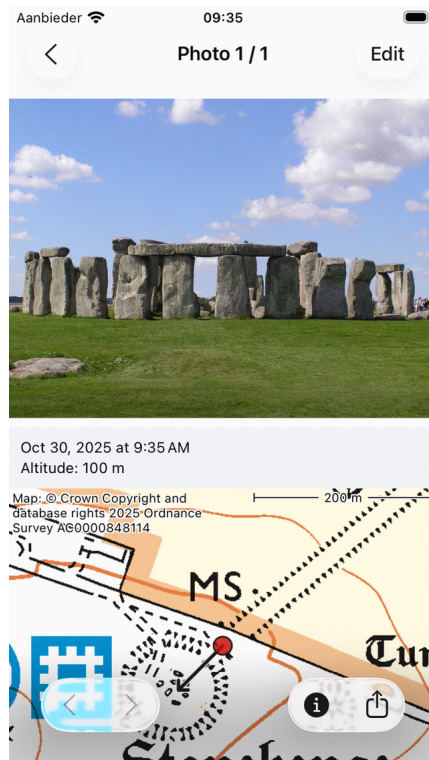 Aanbieder 09:35
Photo 1 / 1
Edit
Oct 30, 2025 at 9:35 AM
Altitude: 100 m
Map: © Crown Copyright and
database rights 2025 Ordnance
Survey AC0000848114
200 m
MS